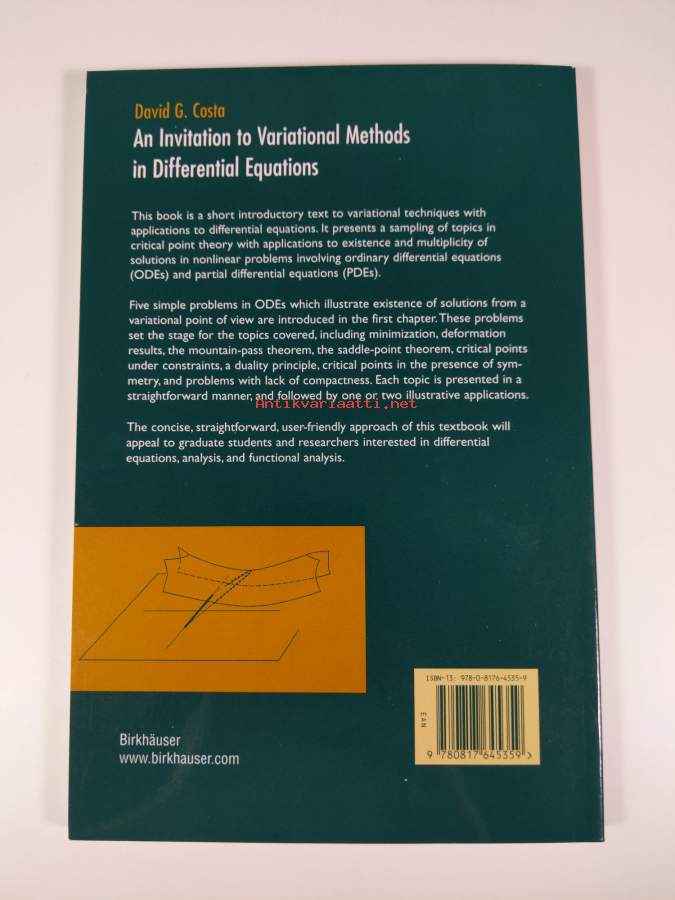 David G. Costa
An Invitation to Variational Methods
in Differential Equations
This book is a short introductory text to variational techniques with
applications to differential equations. It presents a sampling of topics in
critical point theory with applications to existence and multiplicity of
solutions in nonlinear problems involving ordinary differential equations
(ODEs) and partial differential equations (PDEs).
Five simple problems in ODEs which illustrate existence of solutions from a
variational point of view are introduced in the first chapter. These problems
set the stage for the topics covered, including minimization, deformation
results, the mountain-pass theorem, the saddle-point theorem, critical points
under constraints, a duality principle, critical points in the presence of sym-
metry, and problems with lack of compactness. Each topic is presented in a
straightforward manner, and followed by one or two illustrative applications.
Antikvariaatti.net
The concise, straightforward, user-friendly approach of this textbook will
appeal to graduate students and researchers interested in differential
equations, analysis, and functional analysis.
ISBN-13: 978-0-8176-4535-9
EAN
9 780817 645359 >
Birkhäuser
www.birkhauser.com